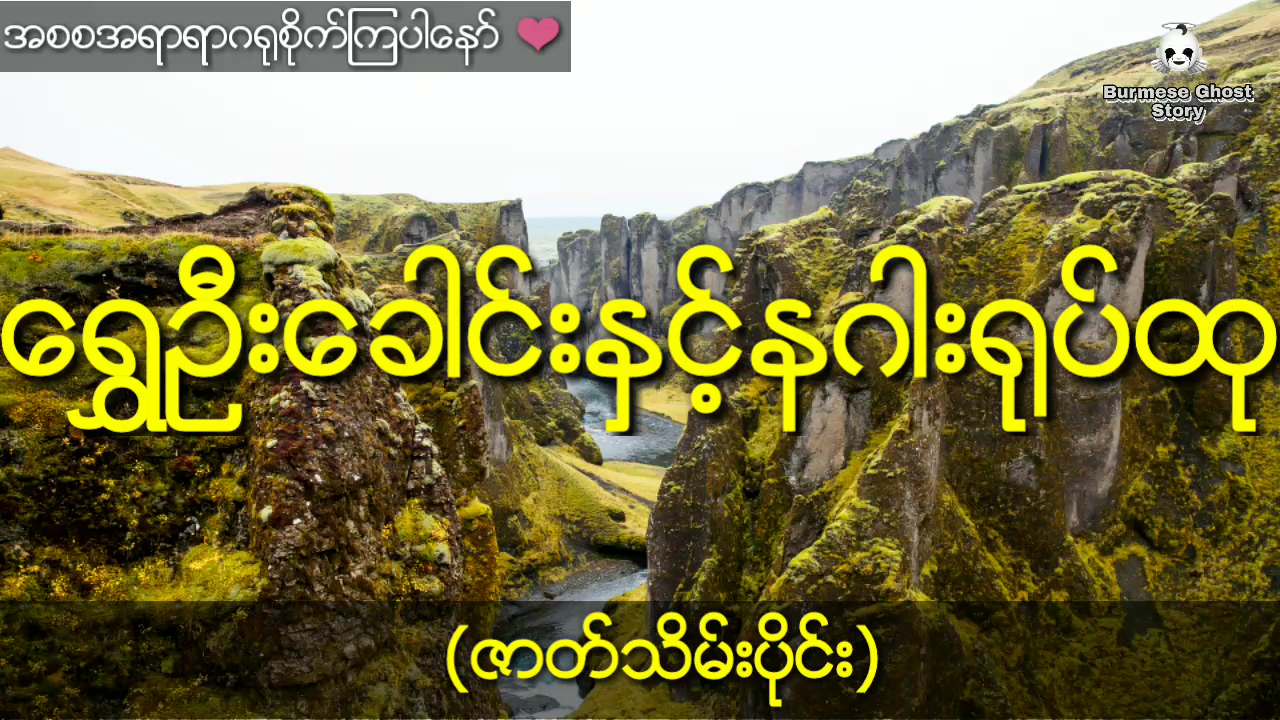 အစစအရာရာဂရုစိုက်ကြပါနော် ❤
Burmese Ghost
Story
ရွှေဦးခေါင်းနှင့်နဂါးရုပ်ထု
(ဇာတ်သိမ်းပိုင်း)